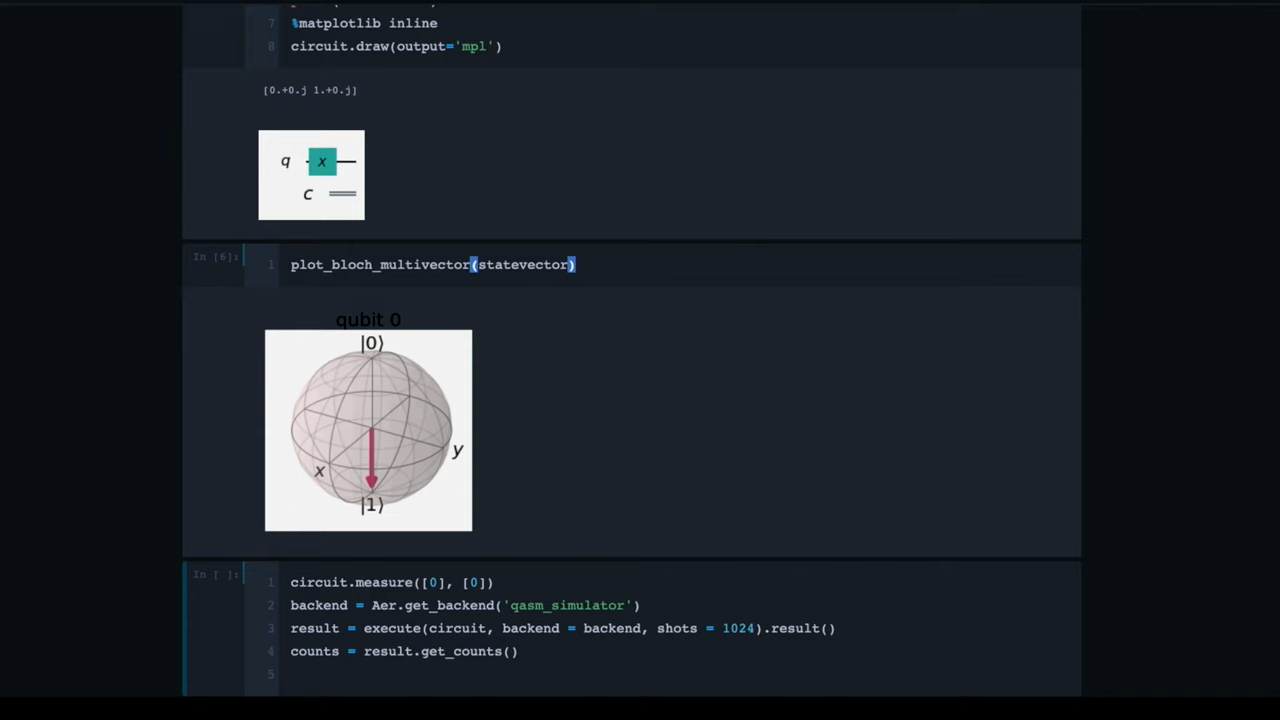 7 %matplotlib inline
8 circuit.draw(output='mpl')
[0.+0.j 1.+0.j]
q x
c
In [6]: 1 plot_bloch_multivector(statevector)
qubit 0
|0⟩
x y
|1⟩
In [ ]: 1 circuit.measure([0], [0])
2 backend = Aer.get_backend('qasm_simulator')
3 result = execute(circuit, backend = backend, shots = 1024).result()
4 counts = result.get_counts()
5